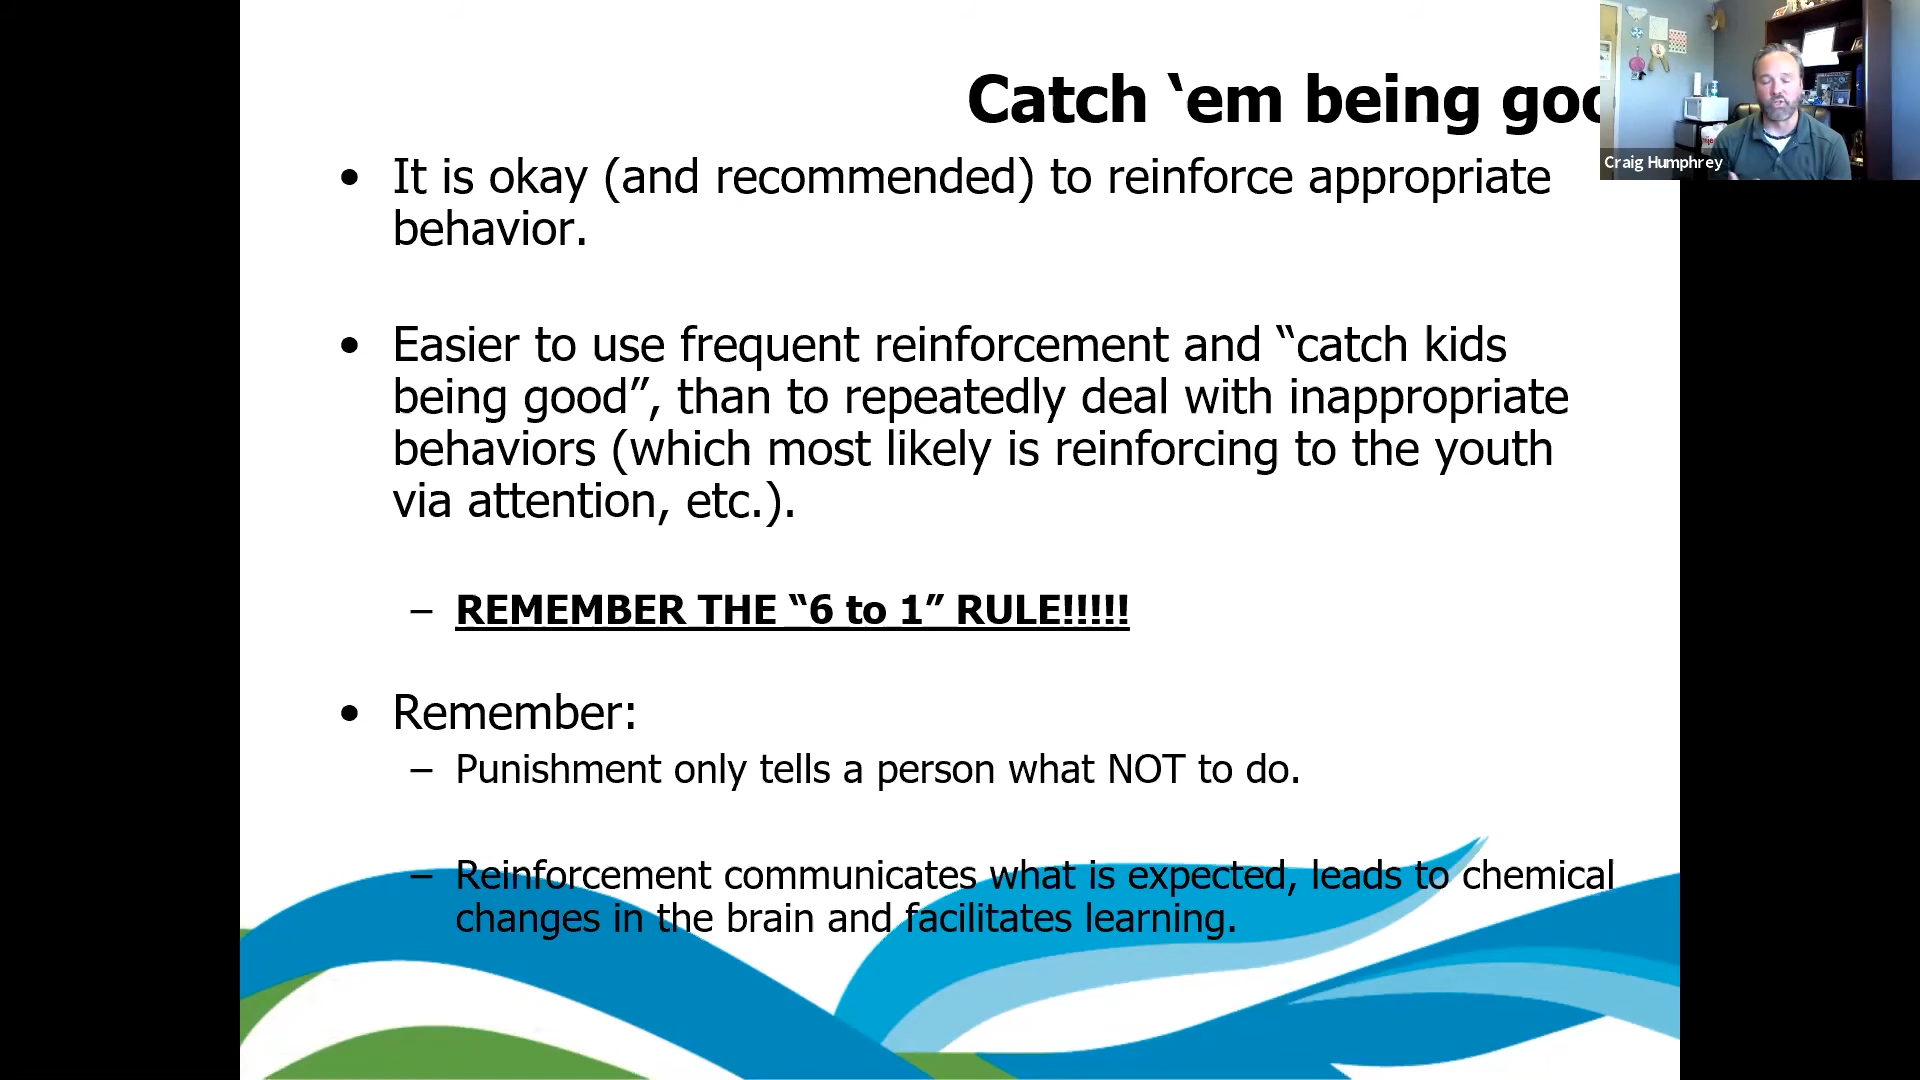 Catch ‘em being goo
Craig Humphrey
• It is okay (and recommended) to reinforce appropriate
behavior.
• Easier to use frequent reinforcement and “catch kids
being good”, than to repeatedly deal with inappropriate
behaviors (which most likely is reinforcing to the youth
via attention, etc.).
– REMEMBER THE “6 to 1” RULE!!!!!
• Remember:
– Punishment only tells a person what NOT to do.
– Reinforcement communicates what is expected, leads to chemical
changes in the brain and facilitates learning.